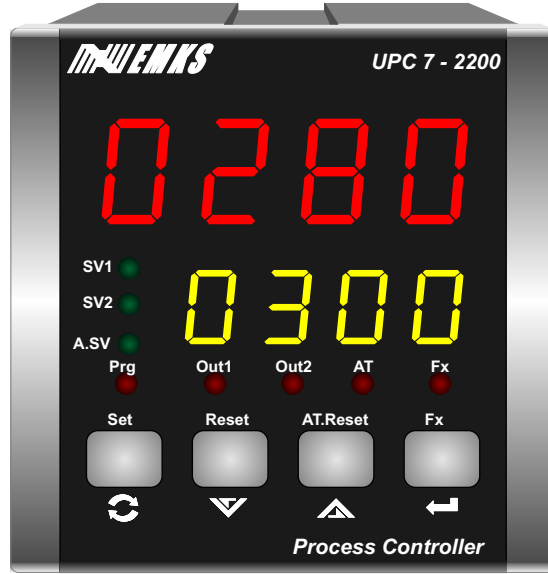 EMKS
UPC 7 - 2200
0280
SV1
SV2
A.SV
0300
Prg Out1 Out2 AT Fx
Set Reset AT.Reset Fx
Process Controller